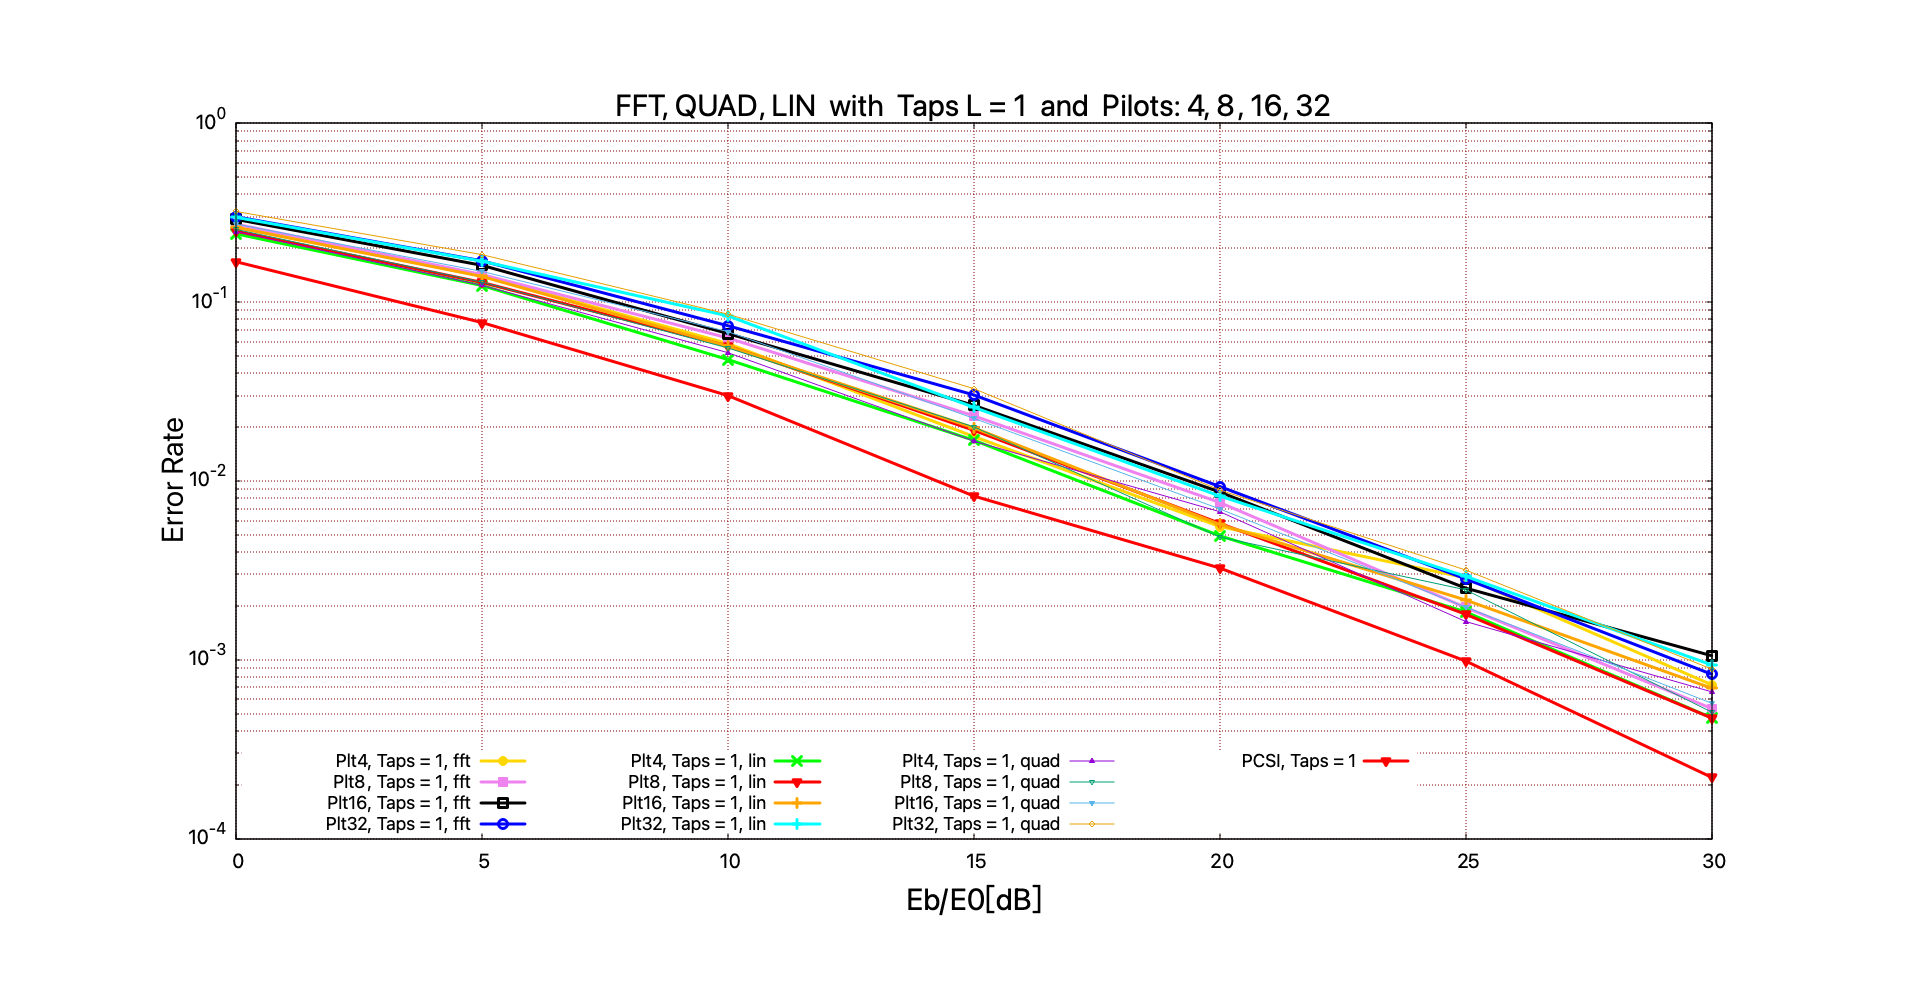 FFT, QUAD, LIN with Taps L = 1 and Pilots: 4, 8, 16, 32
10^0
10^-1
10^-2
10^-3
10^-4
Error Rate
Plt4, Taps = 1, fft
Plt8, Taps = 1, fft
Plt16, Taps = 1, fft
Plt32, Taps = 1, fft
Plt4, Taps = 1, lin
Plt8, Taps = 1, lin
Plt16, Taps = 1, lin
Plt32, Taps = 1, lin
Plt4, Taps = 1, quad
Plt8, Taps = 1, quad
Plt16, Taps = 1, quad
Plt32, Taps = 1, quad
PCSI, Taps = 1
0 5 10 15 20 25 30
Eb/E0[dB]